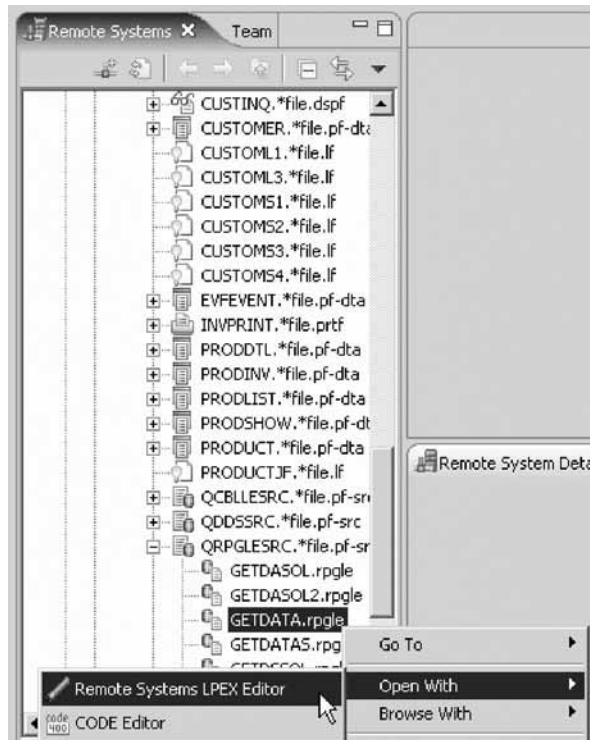 Remote Systems Team
CUSTINQ.*file.dspf
CUSTOMER.*file.pf-dta
CUSTOML1.*file.lf
CUSTOML3.*file.lf
CUSTOMS1.*file.lf
CUSTOMS2.*file.lf
CUSTOMS3.*file.lf
CUSTOMS4.*file.lf
EVFEVENT.*file.pf-dta
INVPRINT.*file.prtf
PRODDTL.*file.pf-dta
PRODINV.*file.pf-dta
PRODLIST.*file.pf-dta
PRODSHOW.*file.pf-dt
PRODUCT.*file.pf-dta
PRODUCTJF.*file.lf
Remote System Deta
QCBLLESRC.*file.pf-sr
QDDSSRC.*file.pf-src
QRPGLESRC.*file.pf-sr
GETDASOL.rpgle
GETDASOL2.rpgle
GETDATA.rpgle
GETDATAS.rpg
Go To
Remote Systems LPEX Editor
Open With
code 400 CODE Editor
Browse With